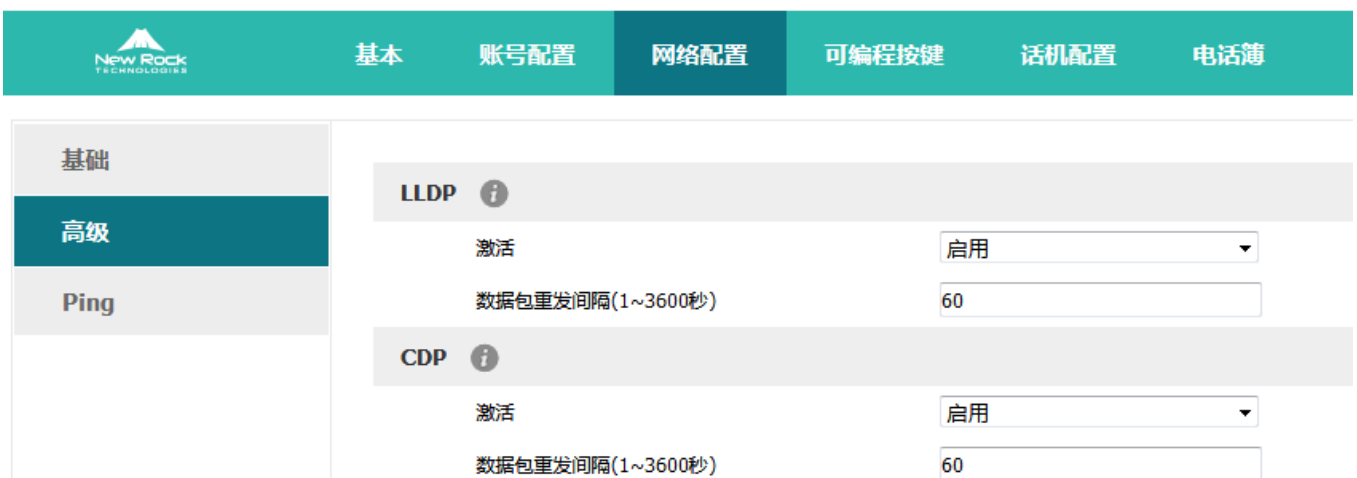 New Rock
TECHNOLOGIES
基本 账号配置 网络配置 可编程按键 话机配置 电话簿
基础
高级
Ping
LLDP i
激活 启用
数据包重发间隔(1~3600秒) 60
CDP i
激活 启用
数据包重发间隔(1~3600秒) 60